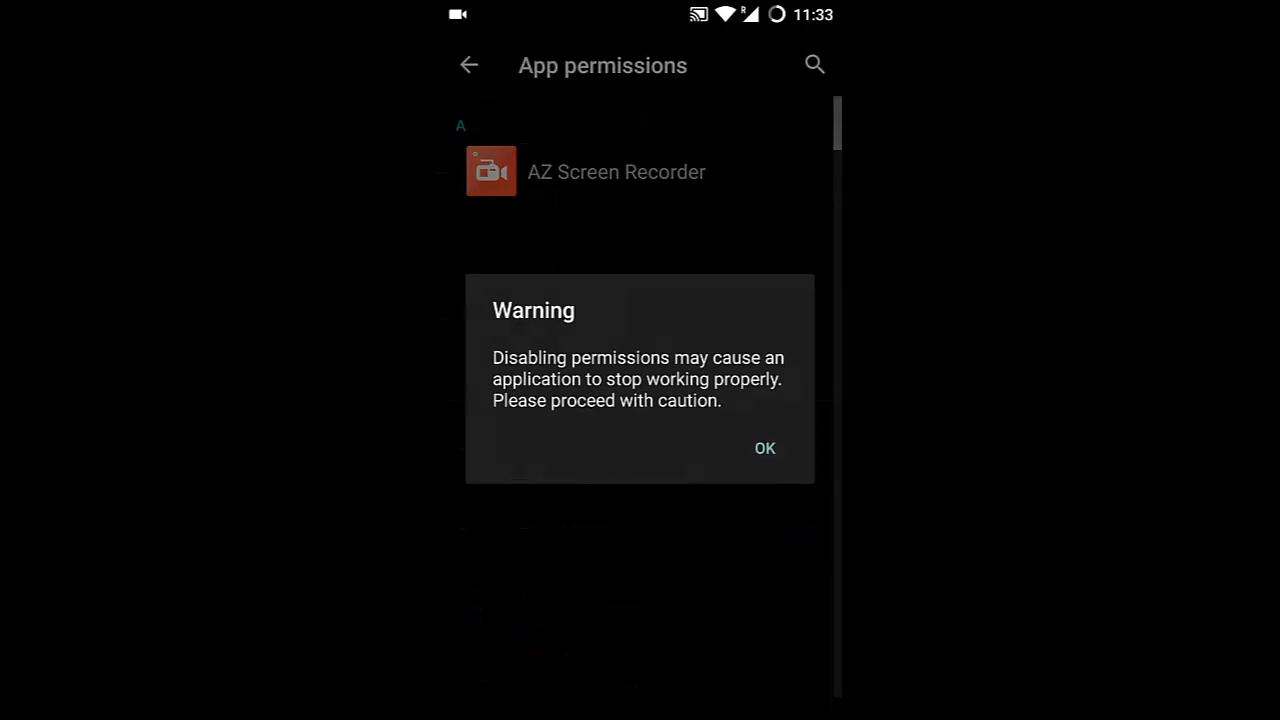 R 11:33
App permissions
A
AZ Screen Recorder
Warning
Disabling permissions may cause an
application to stop working properly.
Please proceed with caution.
OK